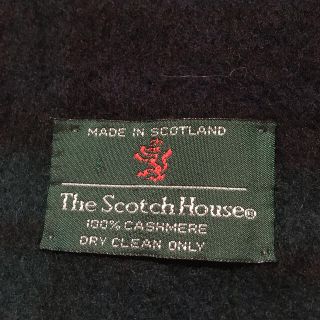 MADE IN SCOTLAND
The Scotch House®
100% CASHMERE
DRY CLEAN ONLY